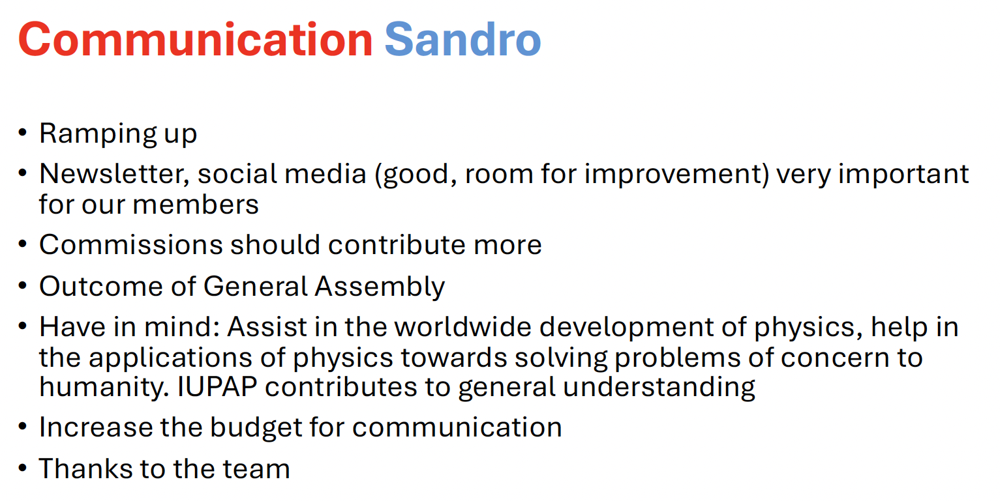 Communication Sandro
• Ramping up
• Newsletter, social media (good, room for improvement) very important
for our members
• Commissions should contribute more
• Outcome of General Assembly
• Have in mind: Assist in the worldwide development of physics, help in
the applications of physics towards solving problems of concern to
humanity. IUPAP contributes to general understanding
• Increase the budget for communication
• Thanks to the team